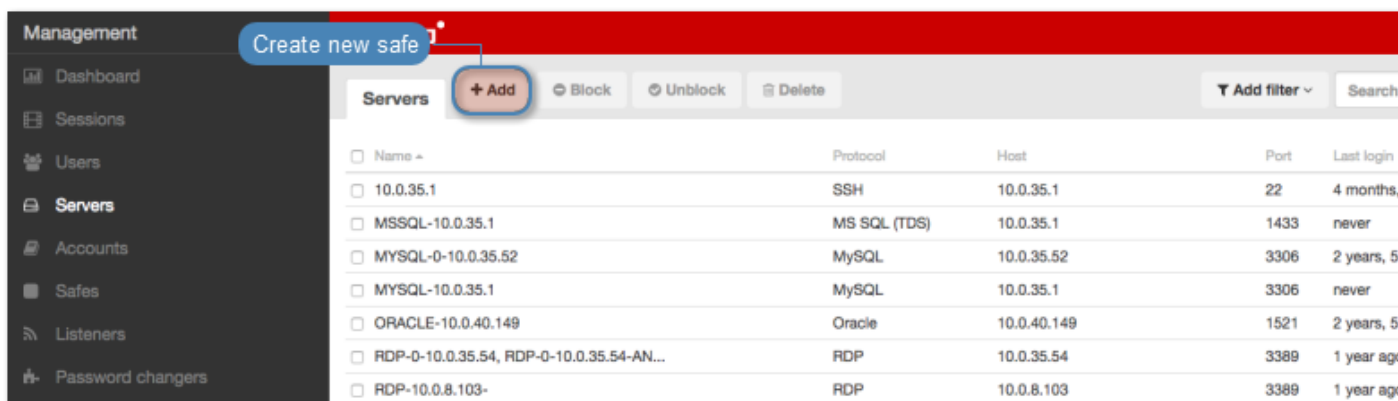 Management
Create new safe
Dashboard
Sessions
Users
Servers
Accounts
Safes
Listeners
Password changers
Servers + Add Block Unblock Delete Add filter Search
Name Protocol Host Port Last login
10.0.35.1 SSH 10.0.35.1 22 4 months,
MSSQL-10.0.35.1 MS SQL (TDS) 10.0.35.1 1433 never
MYSQL-0-10.0.35.52 MySQL 10.0.35.52 3306 2 years, 5
MYSQL-10.0.35.1 MySQL 10.0.35.1 3306 never
ORACLE-10.0.40.149 Oracle 10.0.40.149 1521 2 years, 5
RDP-0-10.0.35.54, RDP-0-10.0.35.54-AN... RDP 10.0.35.54 3389 1 year ago
RDP-10.0.8.103- RDP 10.0.8.103 3389 1 year ago